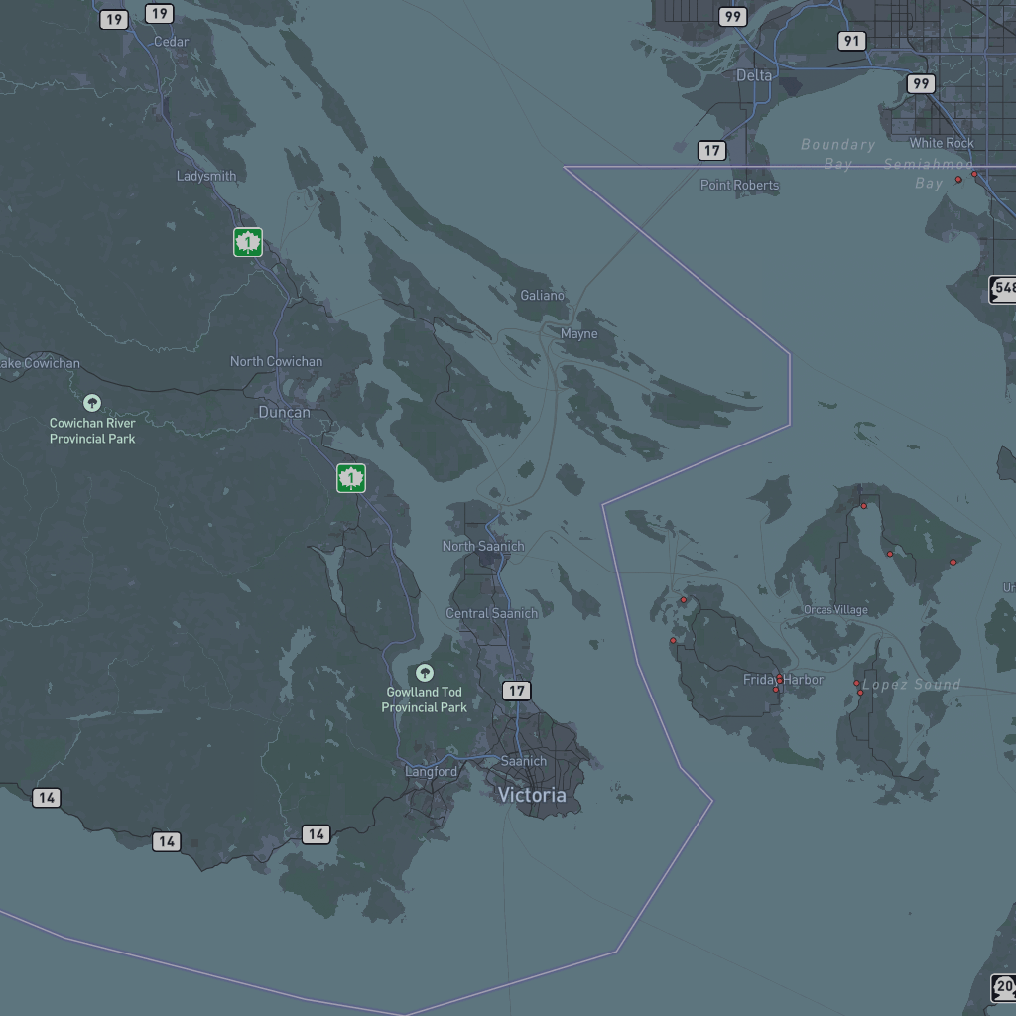 19
19
99
Cedar
91
Delta
99
Boundary
Bay
White Rock
17
Semiahmoo
Bay
Ladysmith
Point Roberts
1
548
Galiano
Mayne
North Cowichan
ake Cowichan
Duncan
Cowichan River
Provincial Park
1
North Saanich
Central Saanich
Orcas Village
Ur
Gowlland Tod
Provincial Park
17
Friday Harbor
Lopez Sound
Saanich
Langford
Victoria
14
14
14
20